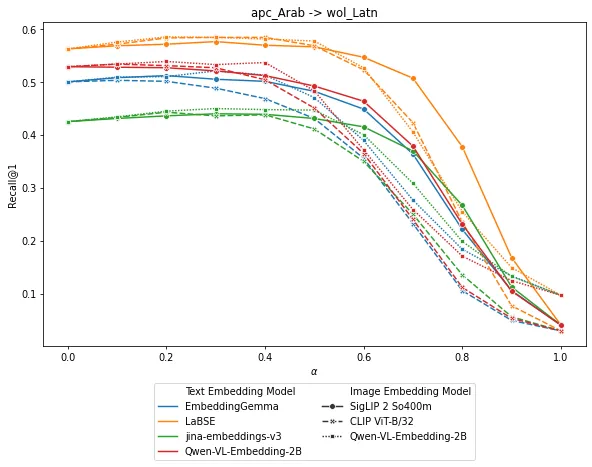 apc_Arab -> wol_Latn
Recall@1
0.6
0.5
0.4
0.3
0.2
0.1
0.0 0.2 0.4 0.6 0.8 1.0
α
Text Embedding Model Image Embedding Model
EmbeddingGemma SigLIP 2 So400m
LaBSE CLIP ViT-B/32
jina-embeddings-v3 Qwen-VL-Embedding-2B
Qwen-VL-Embedding-2B